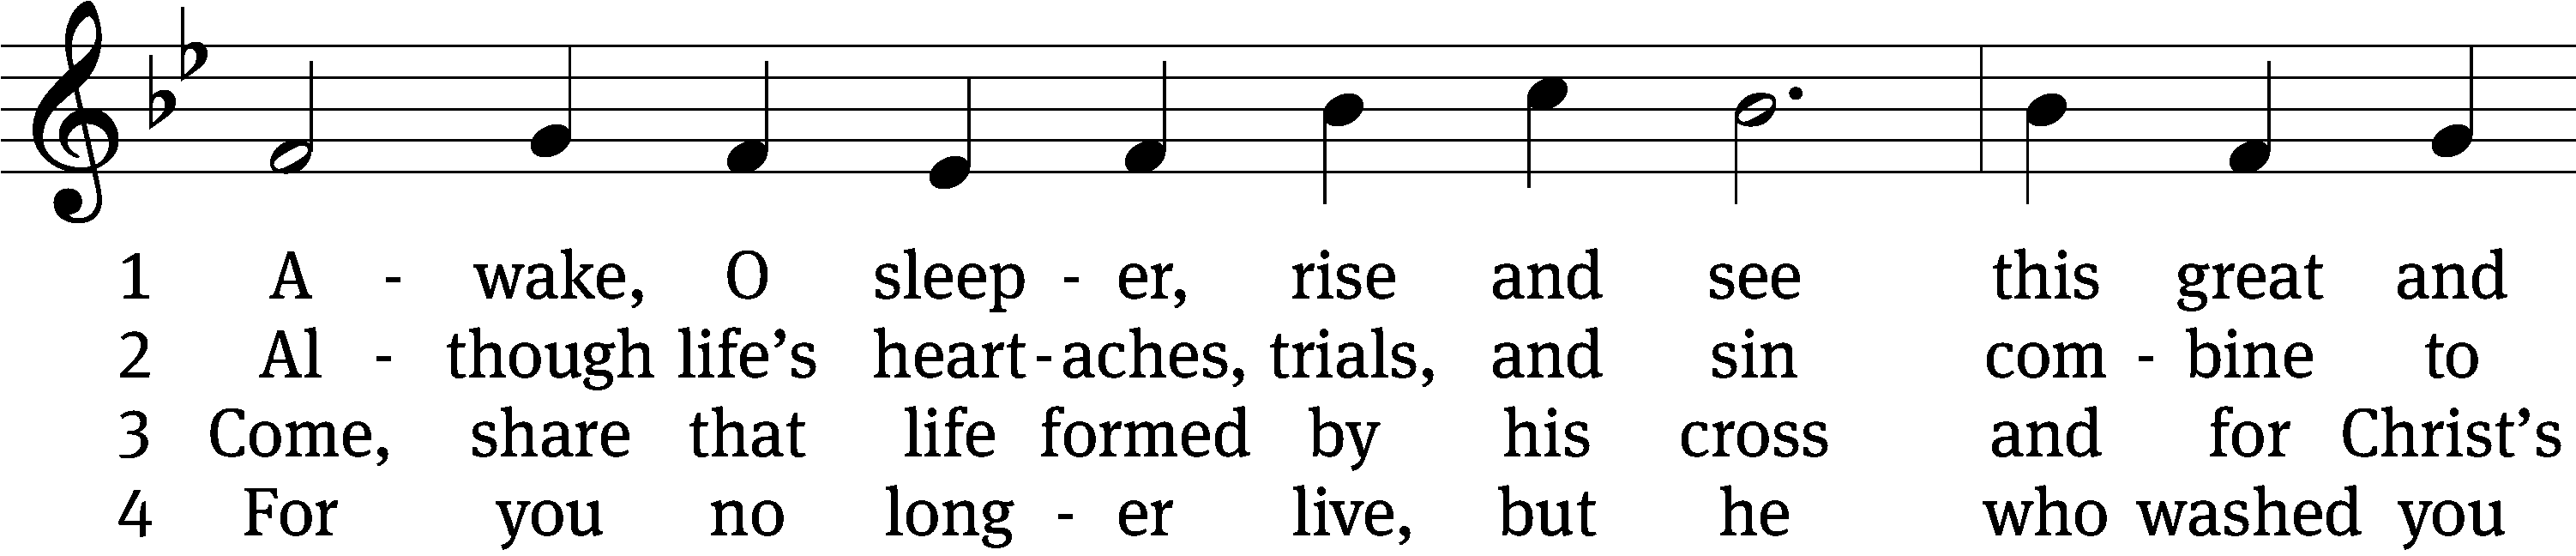 1 A - wake, O sleep - er, rise and see this great and
2 Al - though life’s heart - aches, trials, and sin com - bine to
3 Come, share that life formed by his cross and for Christ’s
4 For you no long - er live, but he who washed you